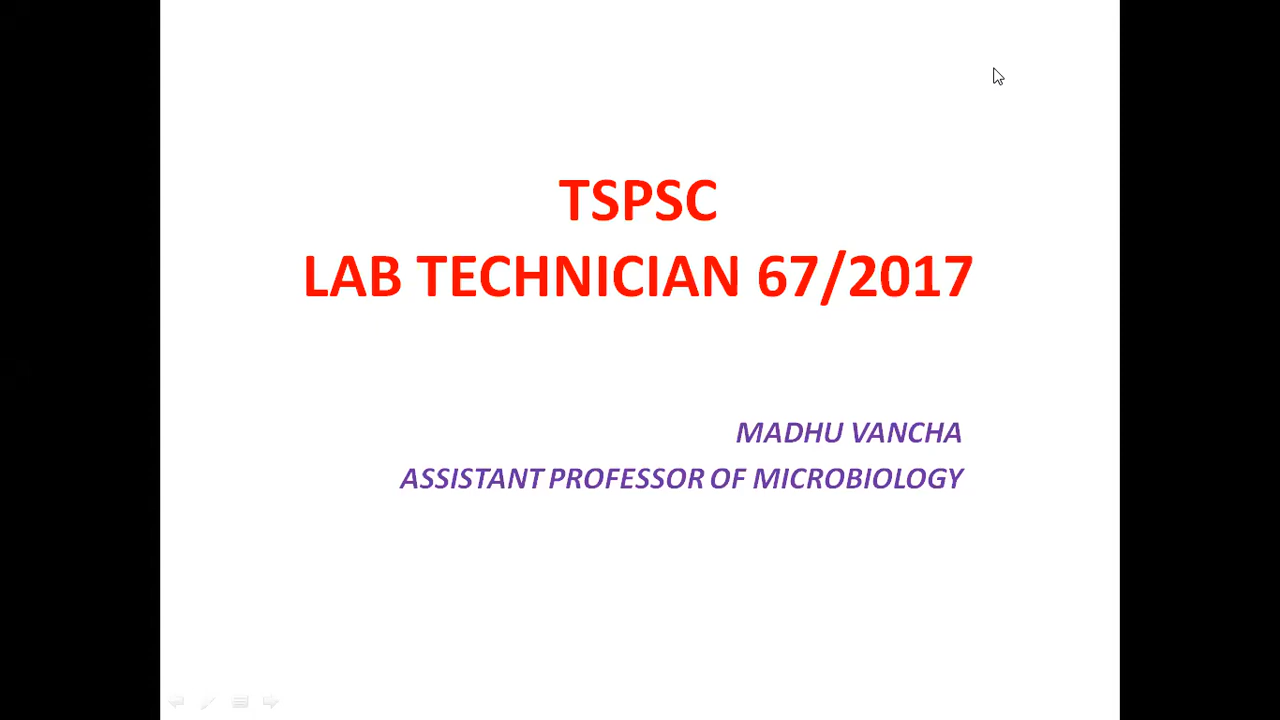 TSPSC
LAB TECHNICIAN 67/2017
MADHU VANCHA
ASSISTANT PROFESSOR OF MICROBIOLOGY